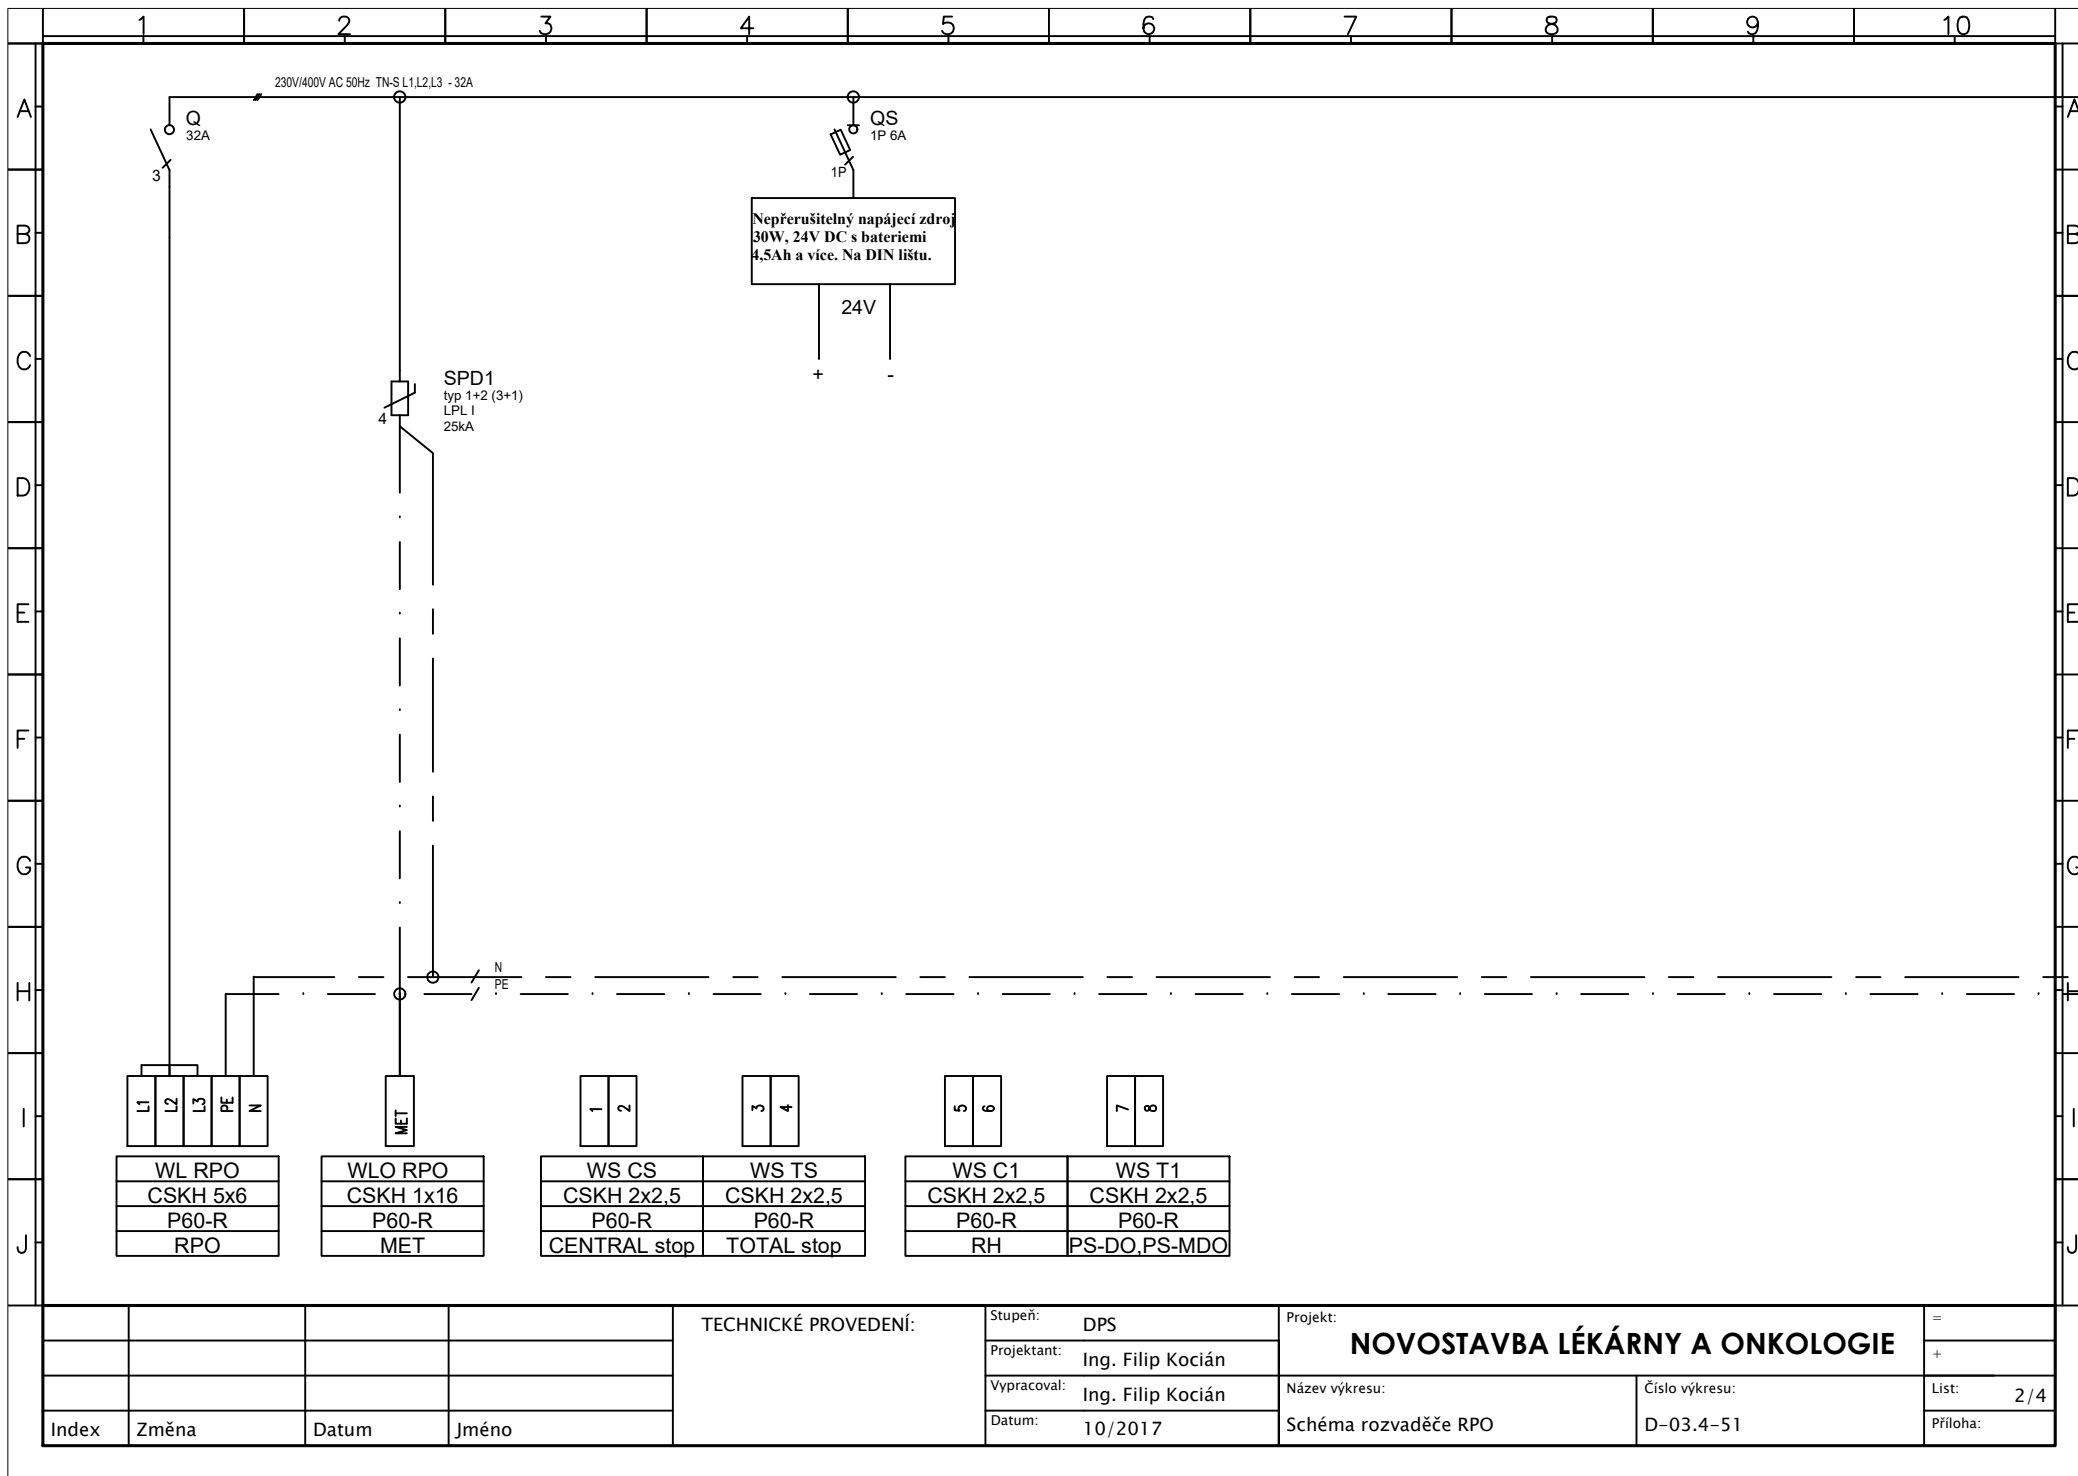 1 2 3 4 5 6 7 8 9 10
A
B
C
D
E
F
G
H
I
J
A
B
C
D
E
F
G
H
I
J
230V/400V AC 50Hz TN-S L1,L2,L3 - 32A
Q
32A
3
QS
1P 6A
1P
Nepřerušitelný napájecí zdroj
30W, 24V DC s bateriemi
4,5Ah a více. Na DIN lištu.
24V
+ -
SPD1
typ 1+2 (3+1)
LPL I
25kA
4
N
PE
L1 L2 L3 PE N
MET
1 2
3 4
5 6
7 8
WL RPO
CSKH 5x6
P60-R
RPO
WLO RPO
CSKH 1x16
P60-R
MET
WS CS
CSKH 2x2,5
P60-R
CENTRAL stop
WS TS
CSKH 2x2,5
P60-R
TOTAL stop
WS C1
CSKH 2x2,5
P60-R
RH
WS T1
CSKH 2x2,5
P60-R
PS-DO,PS-MDO
Index Změna Datum Jméno
TECHNICKÉ PROVEDENÍ:
Stupeň: DPS
Projektant: Ing. Filip Kocián
Vypracoval: Ing. Filip Kocián
Datum: 10/2017
Projekt:
NOVOSTAVBA LÉKÁRNY A ONKOLOGIE
Název výkresu:
Schéma rozvaděče RPO
Číslo výkresu:
D-03.4-51
=
+
List: 2/4
Příloha: